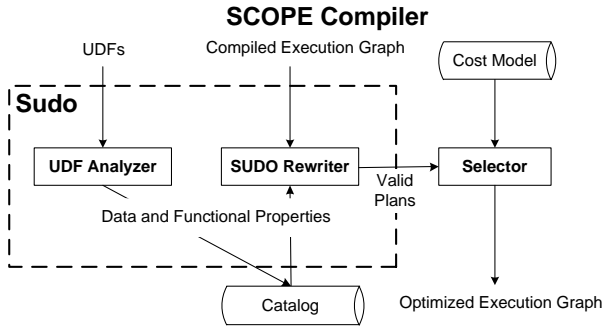 SCOPE Compiler
UDFs
Compiled Execution Graph
Cost Model
Sudo
UDF Analyzer
SUDO Rewriter
Selector
Valid
Plans
Data and Functional Properties
Catalog
Optimized Execution Graph